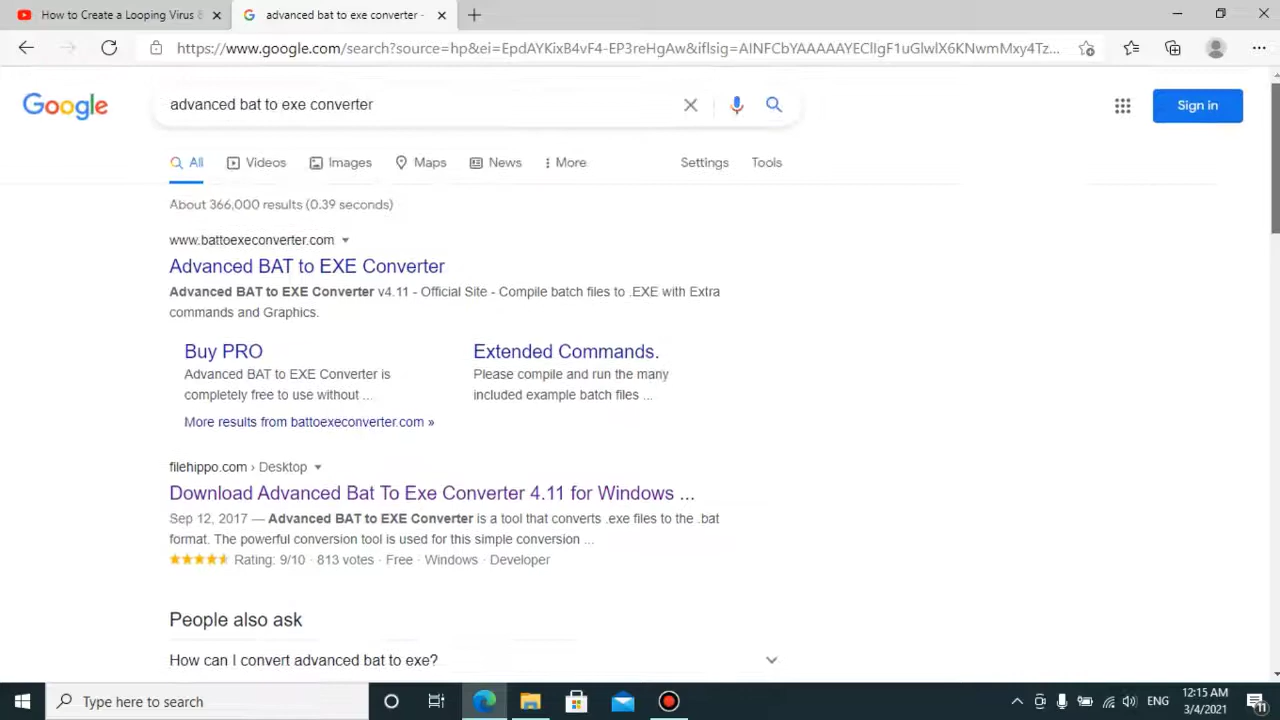 How to Create a Looping Virus
advanced bat to exe converter -
https://www.google.com/search?source=hp&ei=EpdAYKixB4vF4-EP3reHgAw&iflsig=AINFCbYAAAAAYEClIgF1uGlwlX6KNwmMxy4Tz...
Google
advanced bat to exe converter
Sign in
All
Videos
Images
Maps
News
More
Settings
Tools
About 366,000 results (0.39 seconds)
www.battoexeconverter.com
Advanced BAT to EXE Converter
Advanced BAT to EXE Converter v4.11 - Official Site - Compile batch files to .EXE with Extra
commands and Graphics.
Buy PRO
Advanced BAT to EXE Converter is
completely free to use without ...
Extended Commands.
Please compile and run the many
included example batch files ...
More results from battoexeconverter.com »
filehippo.com › Desktop
Download Advanced Bat To Exe Converter 4.11 for Windows ...
Sep 12, 2017 — Advanced BAT to EXE Converter is a tool that converts .exe files to the .bat
format. The powerful conversion tool is used for this simple conversion ...
Rating: 9/10 · 813 votes · Free · Windows · Developer
People also ask
How can I convert advanced bat to exe?
Type here to search
ENG
12:15 AM
3/4/2021
11